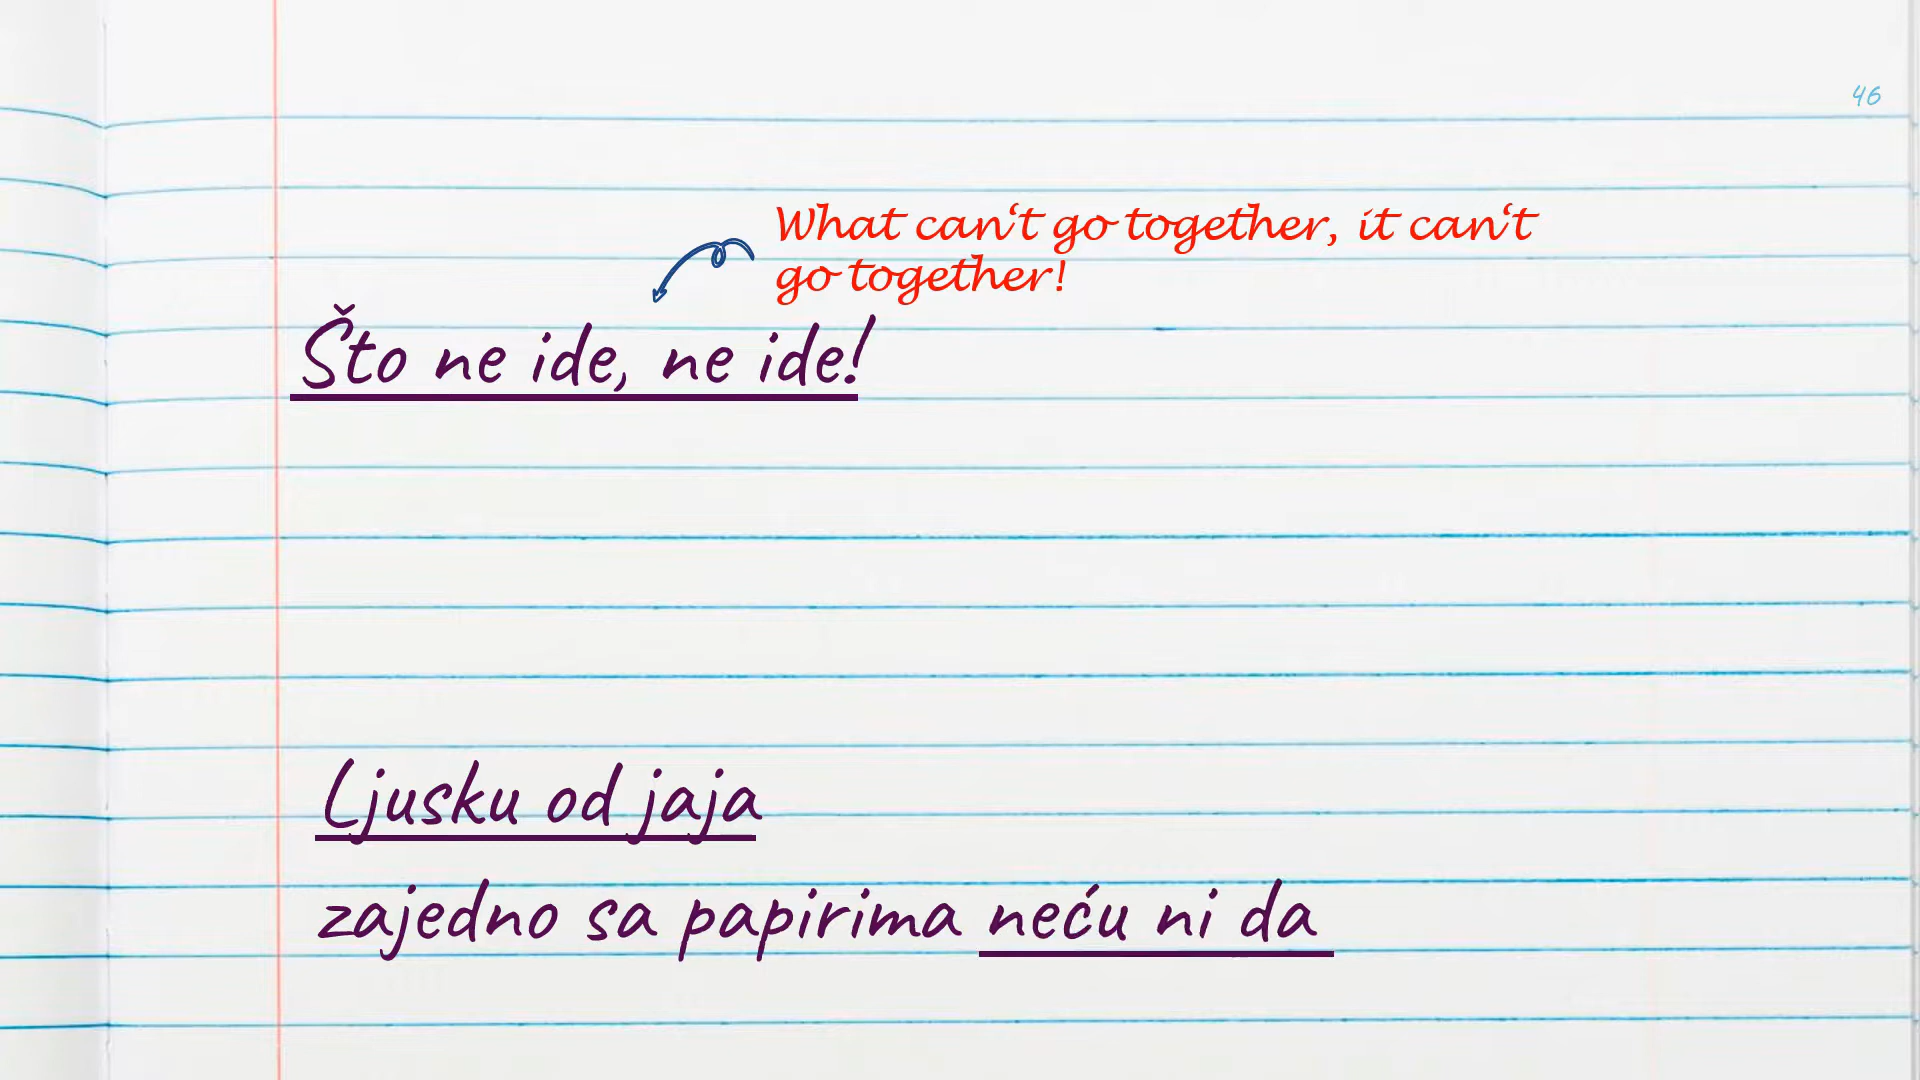 46
What can‘t go together, it can‘t
go together!
Što ne ide, ne ide!
Ljusku od jaja
zajedno sa papirima neću ni da